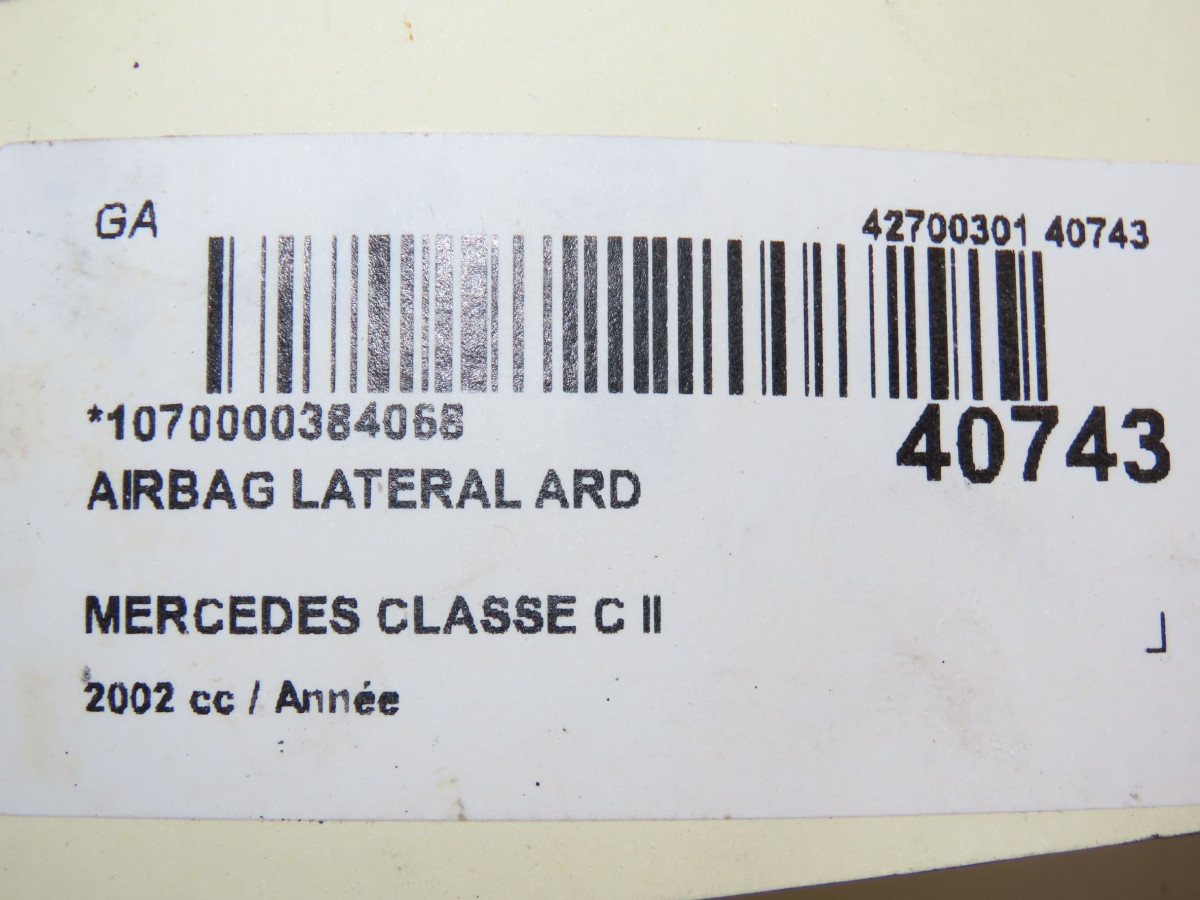 GA
42700301 40743
*1070000384068
40743
AIRBAG LATERAL ARD
MERCEDES CLASSE C II
2002 cc / Année